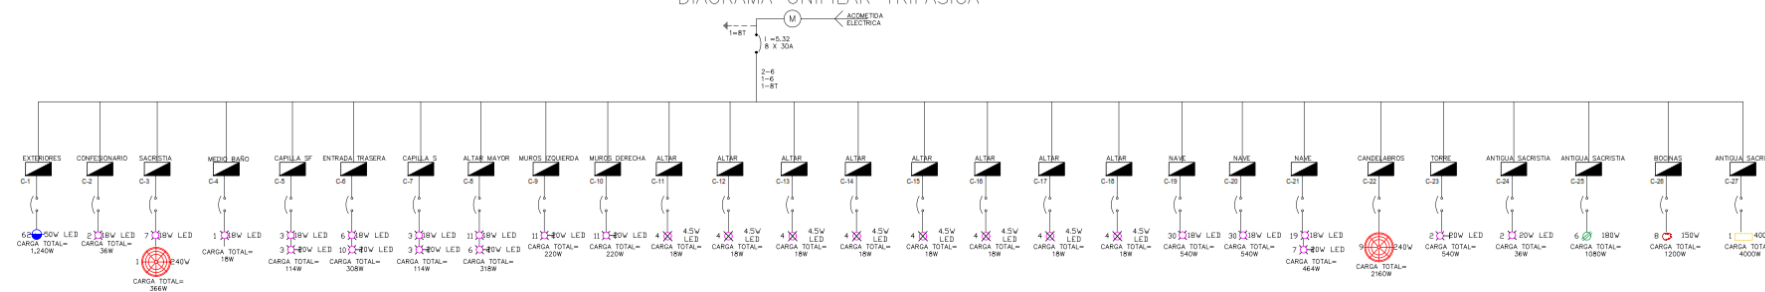 DIAGRAMA UNIFILAR TRIFASICA
M
ACOMETIDA
ELECTRICA
1-8T
I =5.32
8 X 30A
2-6
1-6
1-8T
EXTERIORES
C-1
50W LED
CARGA TOTAL=
1,240W
CONFESIONARIO
C-2
2 18W LED
CARGA TOTAL=
36W
SACRISTIA
C-3
7 18W LED
1 240W
CARGA TOTAL=
366W
MEDIO BAÑO
C-4
1 18W LED
CARGA TOTAL=
18W
CAPILLA SF
C-5
3 18W LED
3 20W LED
CARGA TOTAL=
114W
ENTRADA TRASERA
C-6
6 18W LED
10 20W LED
CARGA TOTAL=
308W
CAPILLA S
C-7
3 18W LED
3 20W LED
CARGA TOTAL=
114W
ALTAR MAYOR
C-8
11 18W LED
6 20W LED
CARGA TOTAL=
318W
MUROS IZQUIERDA
C-9
11 20W LED
CARGA TOTAL=
220W
MUROS DERECHA
C-10
11 20W LED
CARGA TOTAL=
220W
ALTAR
C-11
4 4.5W
LED
CARGA TOTAL=
18W
ALTAR
C-12
4 4.5W
LED
CARGA TOTAL=
18W
ALTAR
C-13
4 4.5W
LED
CARGA TOTAL=
18W
ALTAR
C-14
4 4.5W
LED
CARGA TOTAL=
18W
ALTAR
C-15
4 4.5W
LED
CARGA TOTAL=
18W
ALTAR
C-16
4 4.5W
LED
CARGA TOTAL=
18W
ALTAR
C-17
4 4.5W
LED
CARGA TOTAL=
18W
ALTAR
C-18
4 4.5W
LED
CARGA TOTAL=
18W
NAVE
C-19
30 18W LED
CARGA TOTAL=
540W
NAVE
C-20
30 18W LED
CARGA TOTAL=
540W
NAVE
C-21
19 18W LED
7 20W LED
CARGA TOTAL=
464W
CANDELABROS
C-22
9 240W
CARGA TOTAL=
2160W
TORRE
C-23
2 20W LED
CARGA TOTAL=
540W
ANTIGUA SACRISTIA
C-24
2 20W LED
CARGA TOTAL=
36W
ANTIGUA SACRISTIA
C-25
6 180W
CARGA TOTAL=
1080W
BOCINAS
C-26
8 150W
CARGA TOTAL=
1200W
ANTIGUA SACRI
C-27
1 400
CARGA TOTA
4000W